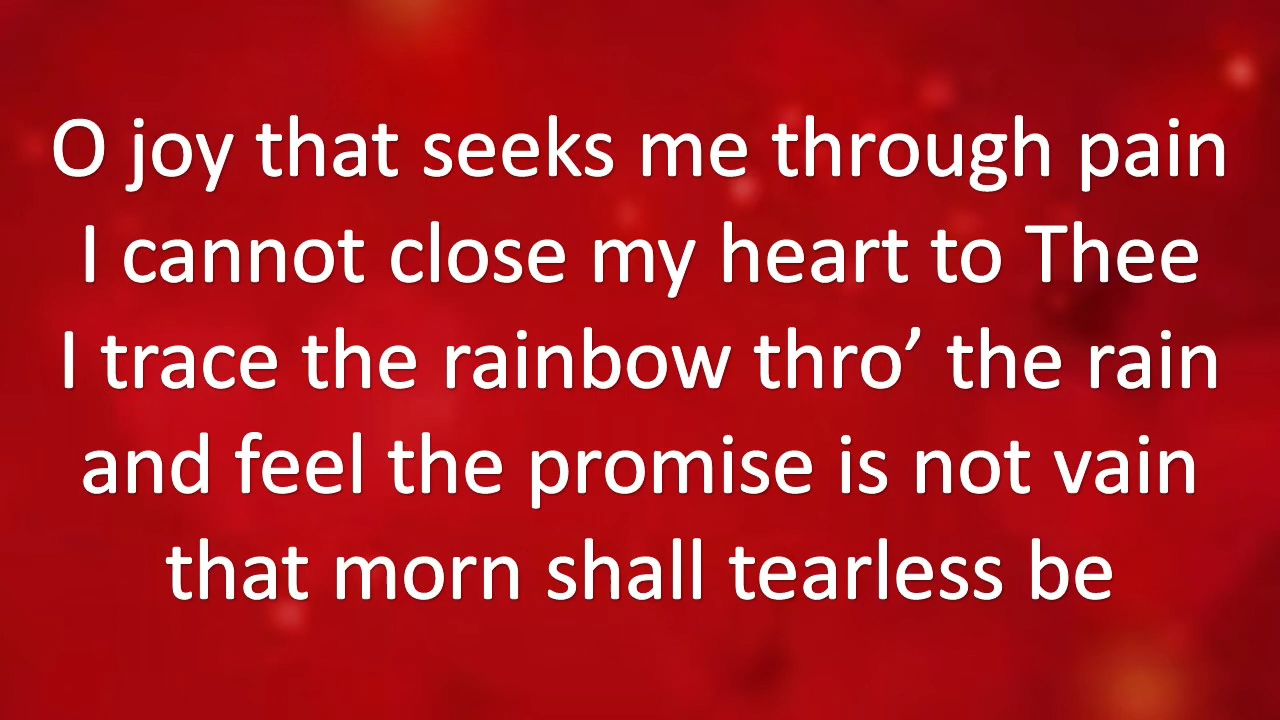 O joy that seeks me through pain
I cannot close my heart to Thee
I trace the rainbow thro’ the rain
and feel the promise is not vain
that morn shall tearless be